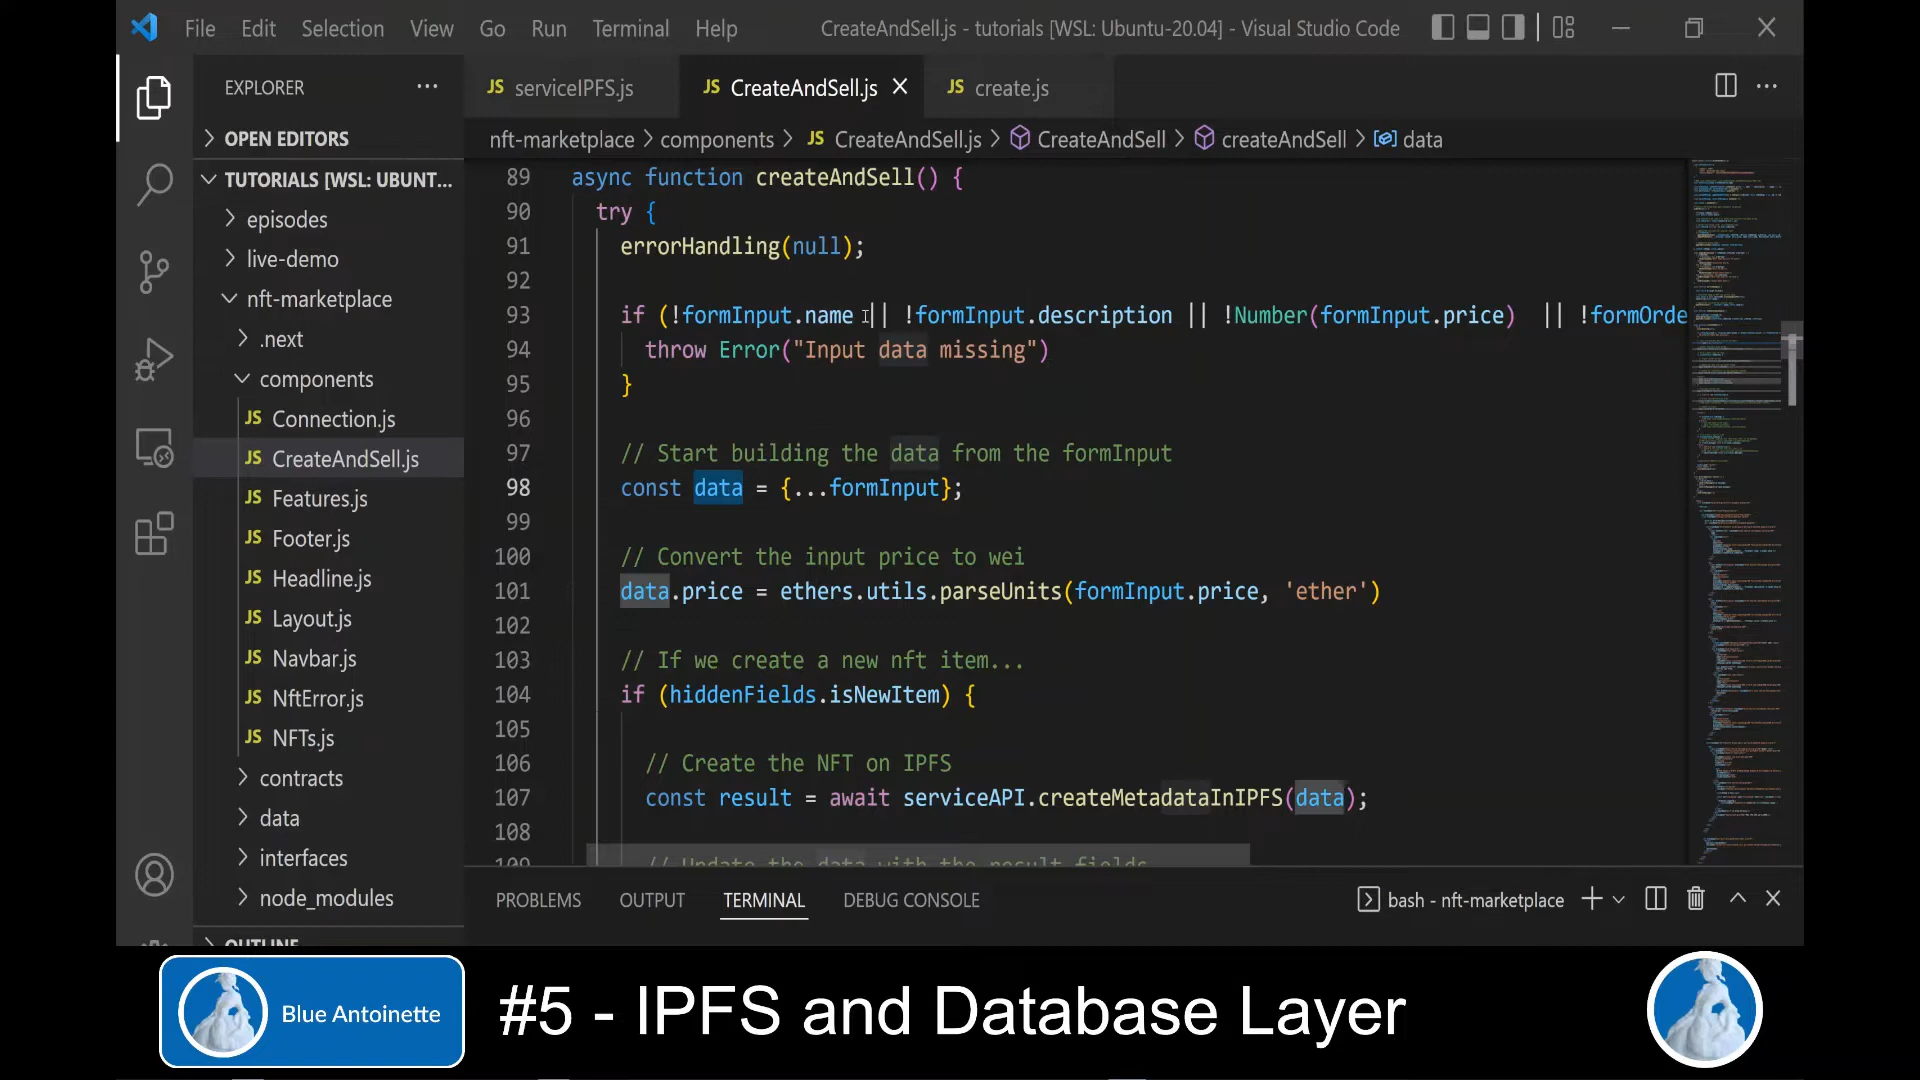 File Edit Selection View Go Run Terminal Help CreateAndSell.js - tutorials [WSL: Ubuntu-20.04] - Visual Studio Code
EXPLORER ···
JS serviceIPFS.js JS CreateAndSell.js JS create.js ···
OPEN EDITORS
nft-marketplace > components > JS CreateAndSell.js > CreateAndSell > createAndSell > data
TUTORIALS [WSL: UBUNT...
episodes
live-demo
nft-marketplace
.next
components
JS Connection.js
JS CreateAndSell.js
JS Features.js
JS Footer.js
JS Headline.js
JS Layout.js
JS Navbar.js
JS NftError.js
JS NFTs.js
contracts
data
interfaces
node_modules
OUTLINE
89 async function createAndSell() {
90 try {
91 errorHandling(null);
92
93 if (!formInput.name || !formInput.description || !Number(formInput.price) || !formOrde
94 throw Error("Input data missing")
95 }
96
97 // Start building the data from the formInput
98 const data = {...formInput};
99
100 // Convert the input price to wei
101 data.price = ethers.utils.parseUnits(formInput.price, 'ether')
102
103 // If we create a new nft item...
104 if (hiddenFields.isNewItem) {
105
106 // Create the NFT on IPFS
107 const result = await serviceAPI.createMetadataInIPFS(data);
108
109 // Update the data with the result fields
PROBLEMS OUTPUT TERMINAL DEBUG CONSOLE bash - nft-marketplace
Blue Antoinette
#5 - IPFS and Database Layer